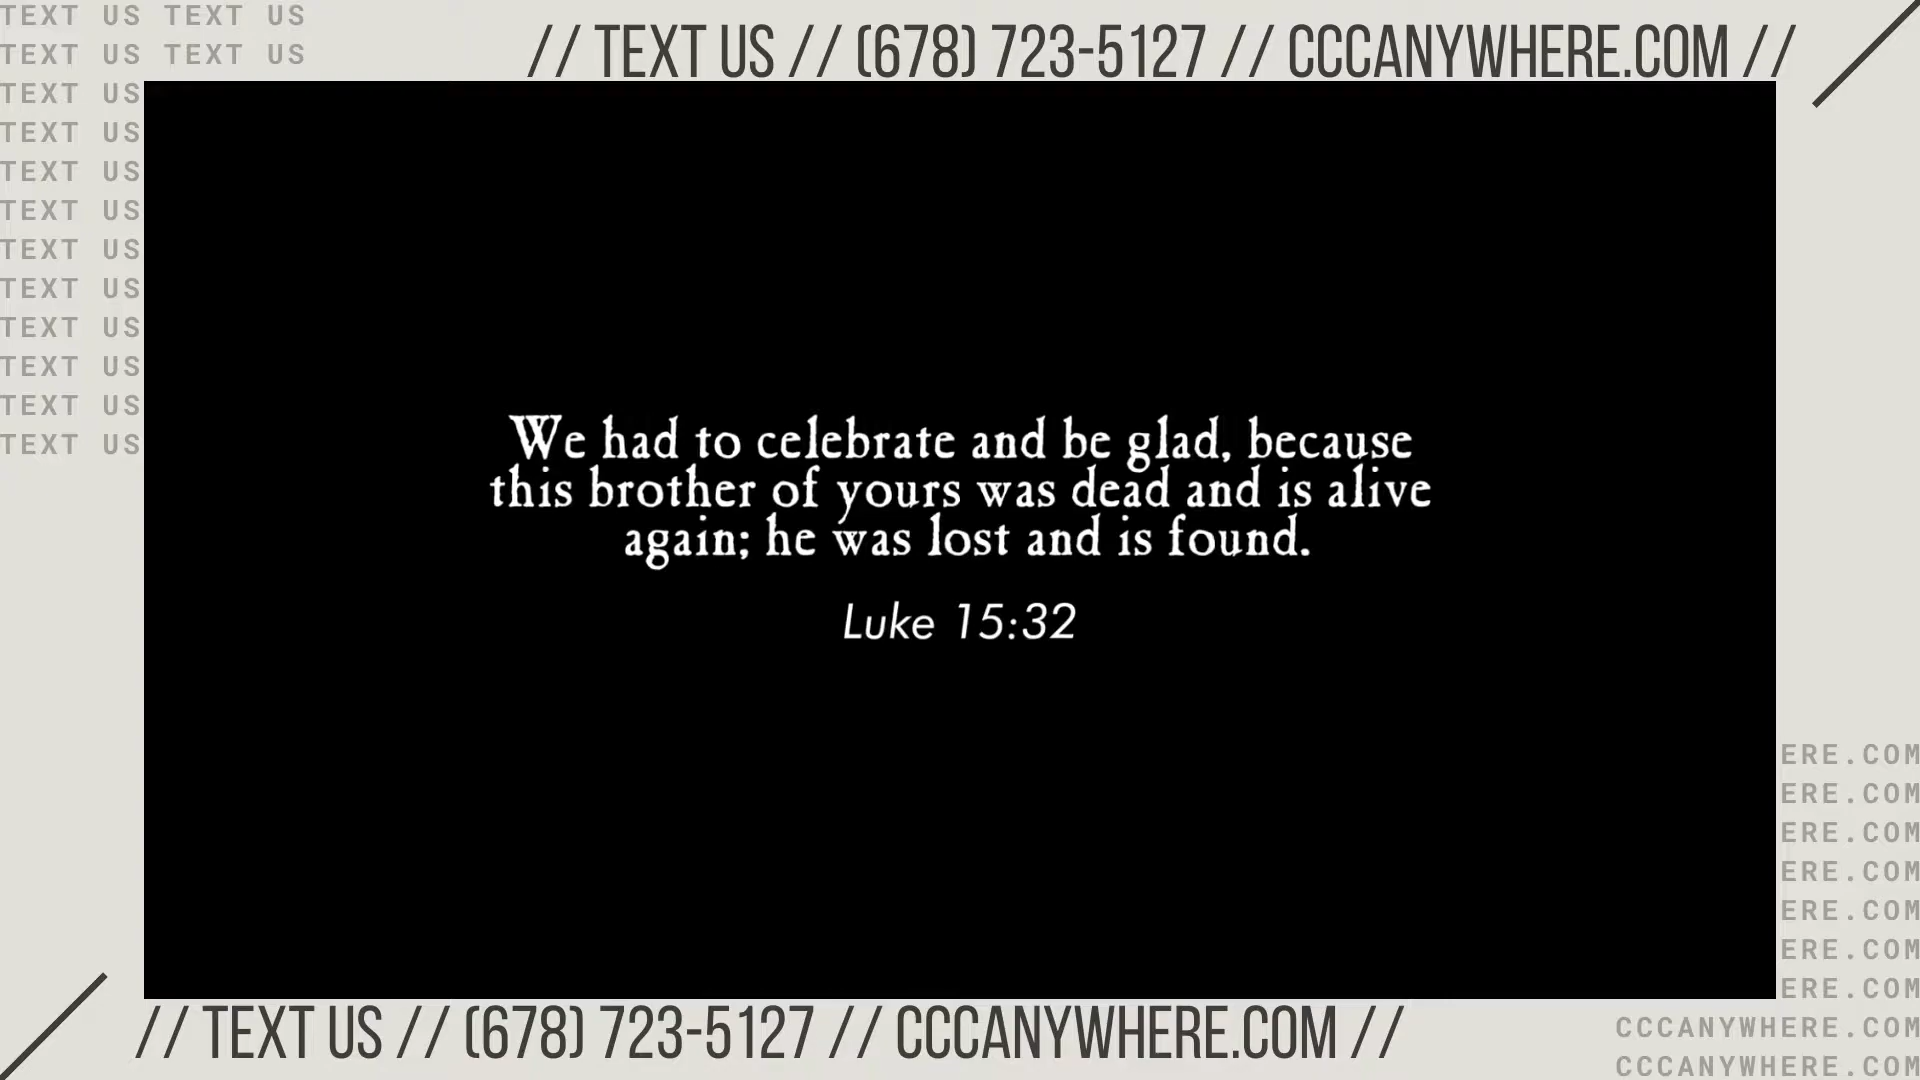 TEXT US TEXT US
TEXT US TEXT US
// TEXT US // (678) 723-5127 // CCCANYWHERE.COM //
TEXT US
TEXT US
TEXT US
TEXT US
TEXT US
TEXT US
TEXT US
TEXT US
TEXT US
TEXT US
We had to celebrate and be glad, because
this brother of yours was dead and is alive
again; he was lost and is found.
Luke 15:32
ERE.COM
ERE.COM
ERE.COM
ERE.COM
ERE.COM
ERE.COM
ERE.COM
CCCANYWHERE.COM
CCCANYWHERE.COM
// TEXT US // (678) 723-5127 // CCCANYWHERE.COM //